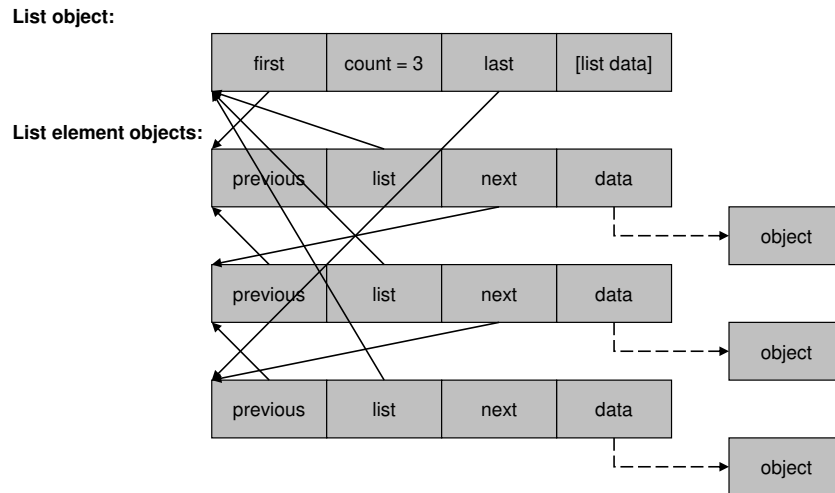 List object:
first count = 3 last [list data]
List element objects:
previous list next data
object
previous list next data
object
previous list next data
object